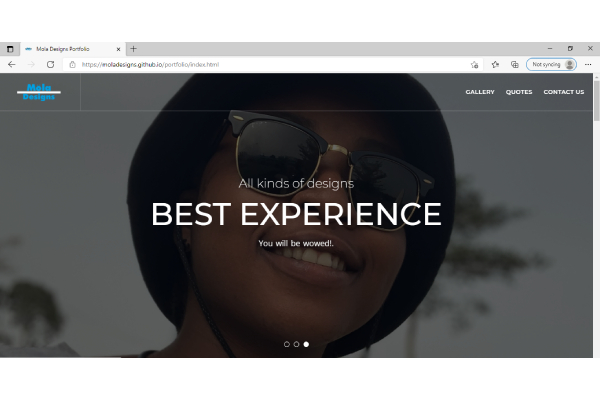 Mola Designs Portfolio
https://moladesigns.github.io/portfolio/index.html
Not syncing
Mola
Designs
GALLERY QUOTES CONTACT US
All kinds of designs
BEST EXPERIENCE
You will be wowed!.